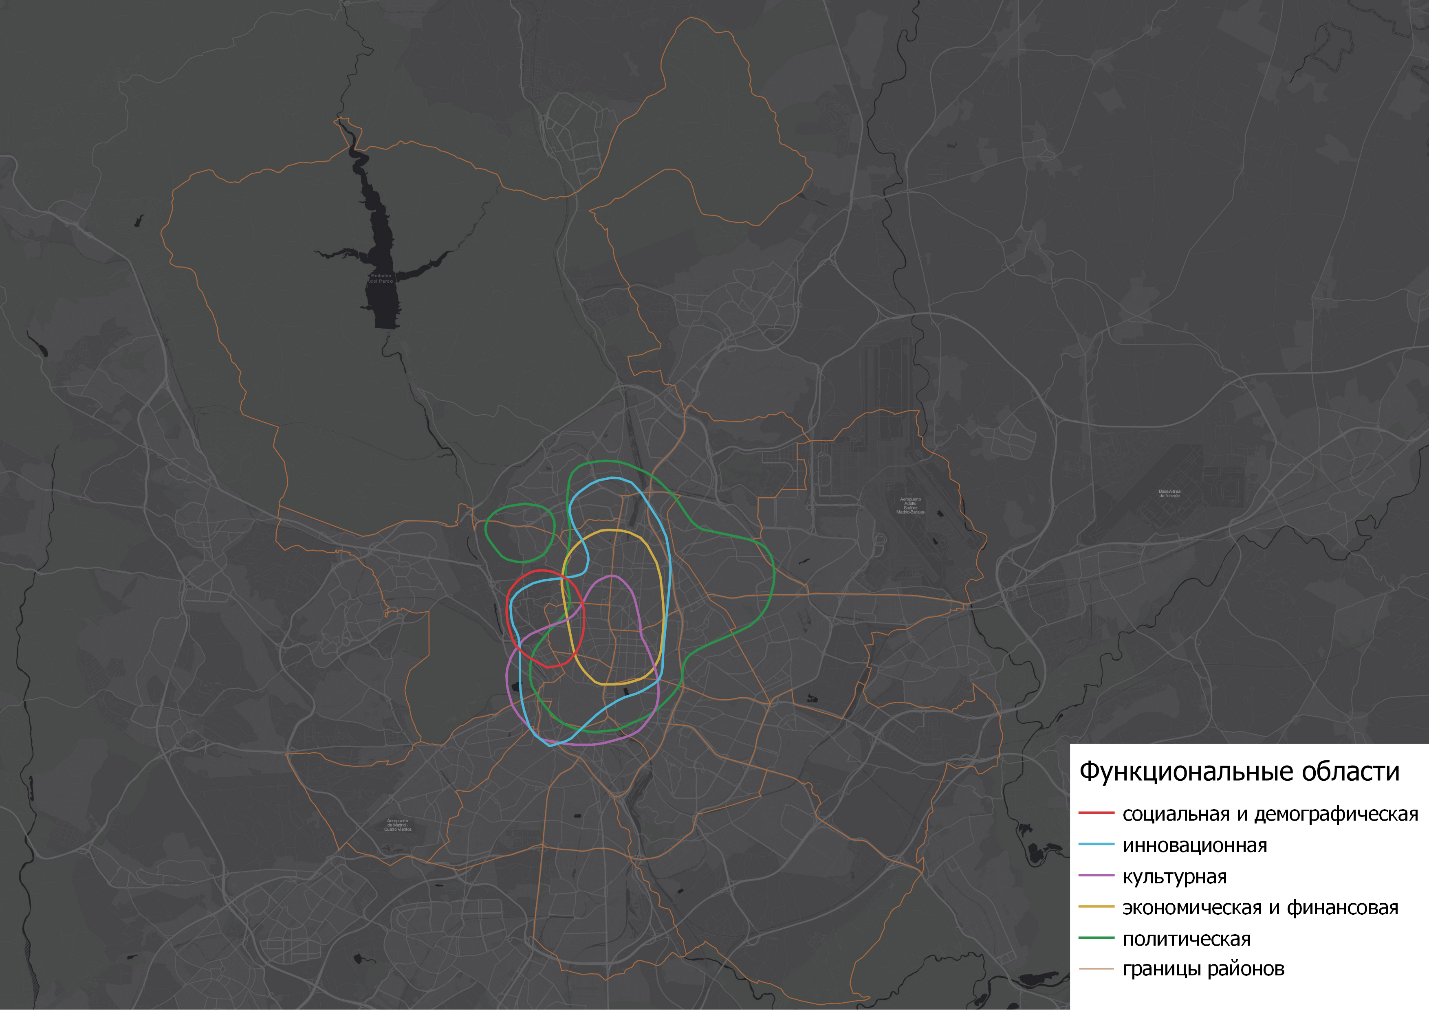 Функциональные области
социальная и демографическая
инновационная
культурная
экономическая и финансовая
политическая
границы районов